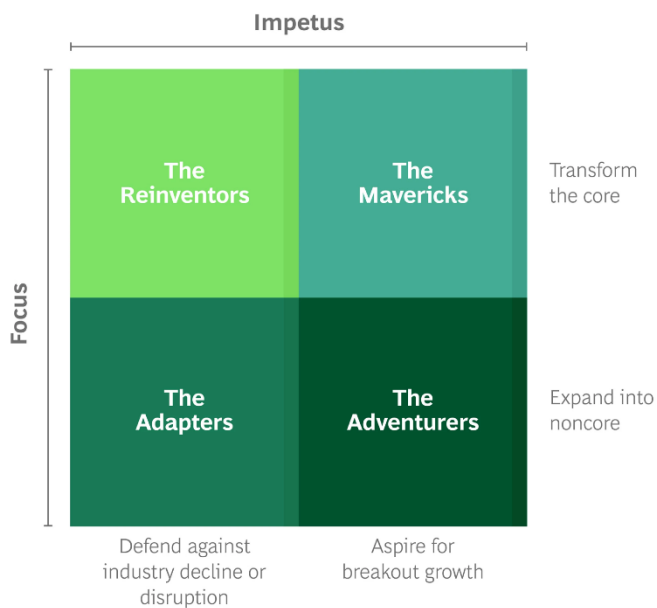 Impetus
The
Reinventors
The
Mavericks
Transform
the core
Focus
The
Adapters
The
Adventurers
Expand into
noncore
Defend against
industry decline or
disruption
Aspire for
breakout growth